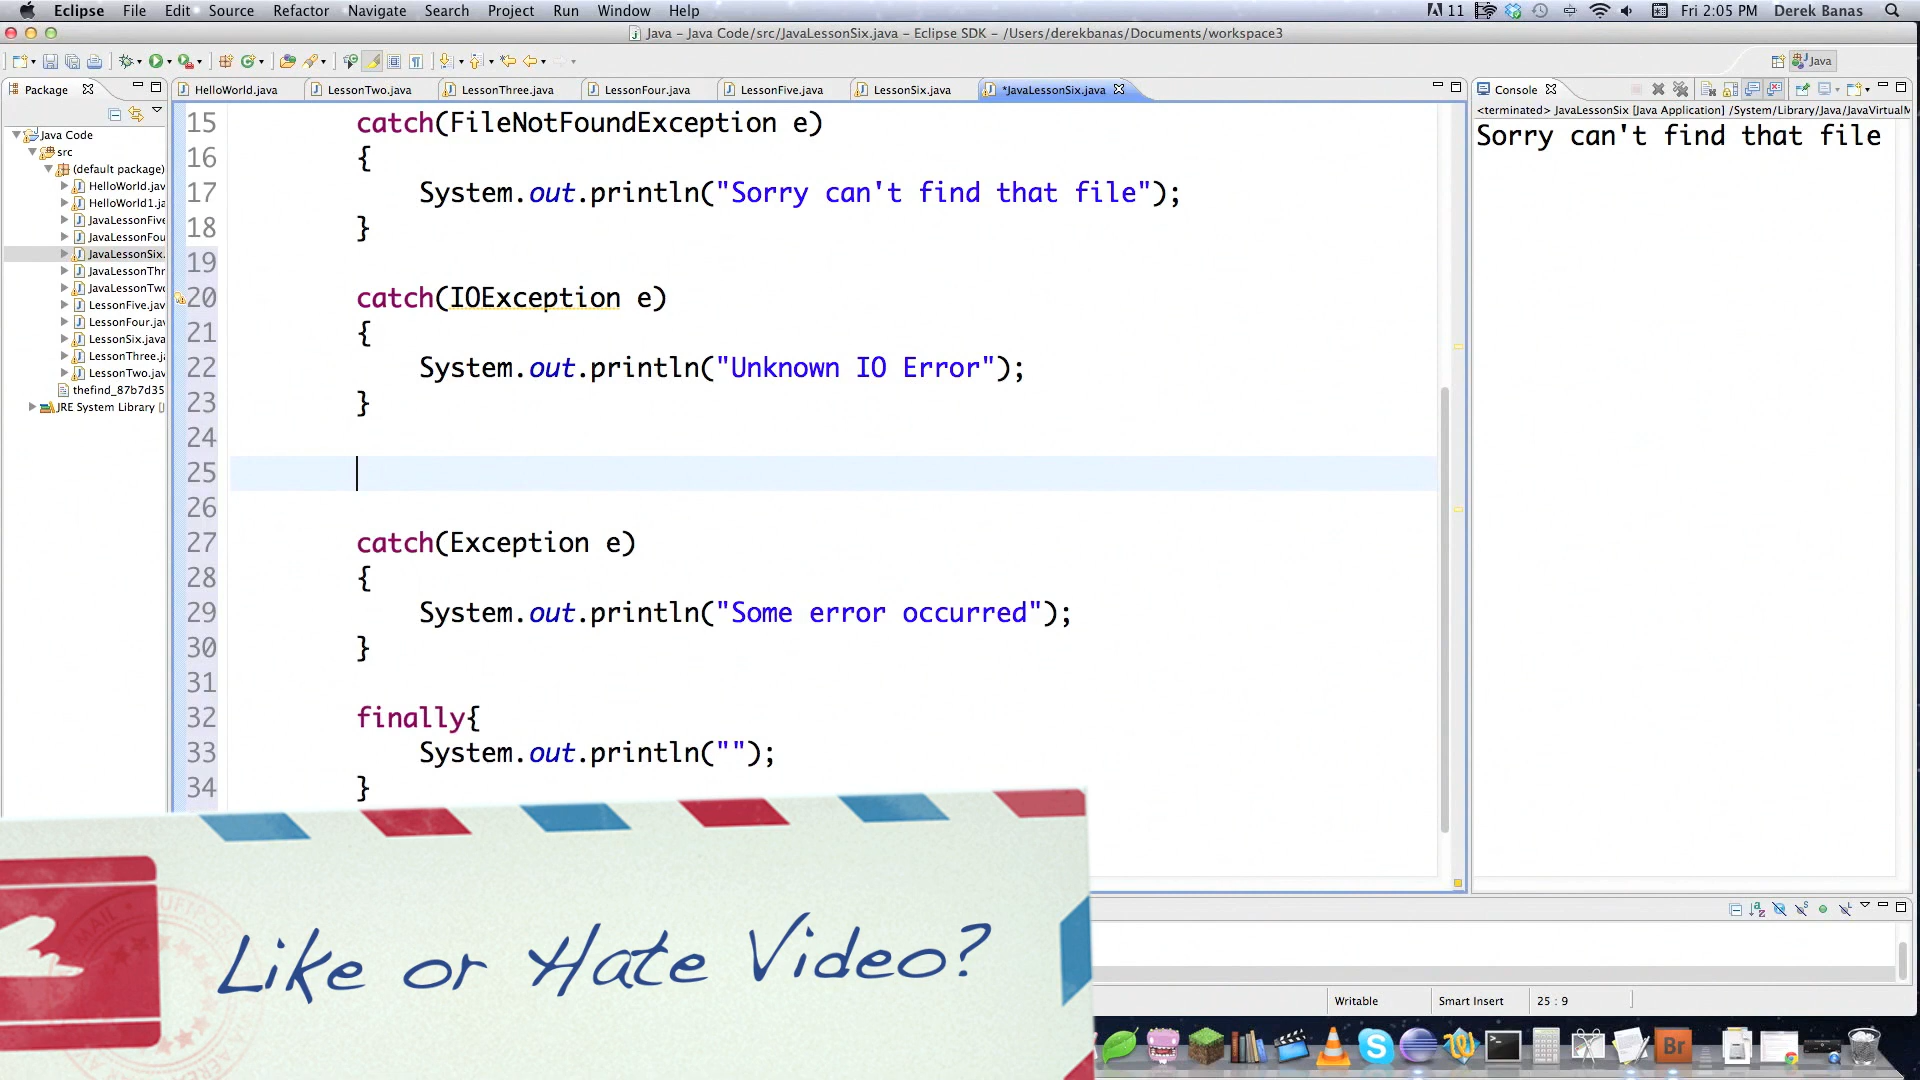 Eclipse File Edit Source Refactor Navigate Search Project Run Window Help 11 Fri 2:05 PM Derek Banas
Java – Java Code/src/JavaLessonSix.java – Eclipse SDK – /Users/derekbanas/Documents/workspace3
Java
Package
HelloWorld.java LessonTwo.java LessonThree.java LessonFour.java LessonFive.java LessonSix.java *JavaLessonSix.java
Console
<terminated> JavaLessonSix [Java Application] /System/Library/Java/JavaVirtualM
Sorry can't find that file
Java Code
src
(default package)
HelloWorld.jav
HelloWorld1.ja
JavaLessonFive
JavaLessonFou
JavaLessonSix.
JavaLessonThr
JavaLessonTwo
LessonFive.jav
LessonFour.jav
LessonSix.java
LessonThree.ja
LessonTwo.jav
thefind_87b7d35
JRE System Library [J
15 catch(FileNotFoundException e)
16 {
17 System.out.println("Sorry can't find that file");
18 }
19
20 catch(IOException e)
21 {
22 System.out.println("Unknown IO Error");
23 }
24
25
26
27 catch(Exception e)
28 {
29 System.out.println("Some error occurred");
30 }
31
32 finally{
33 System.out.println("");
34 }
Like or Hate Video?
Writable Smart Insert 25 : 9
Br